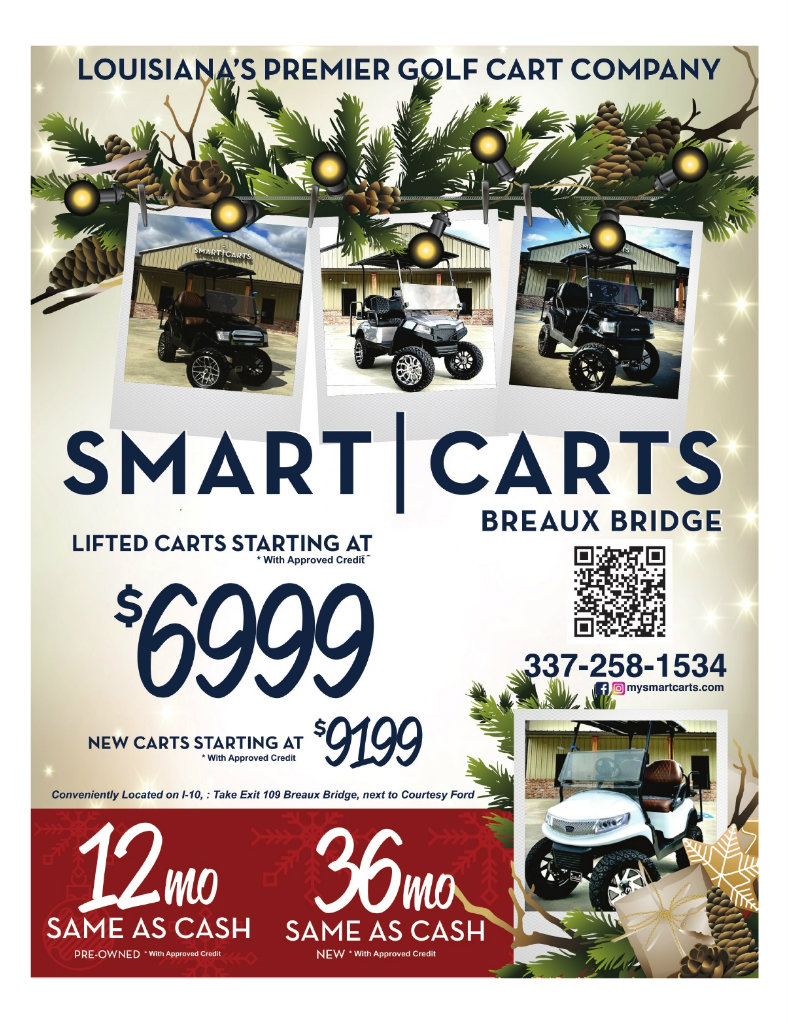 LOUISIANA'S PREMIER GOLF CART COMPANY
SMART|CARTS
SMART|CARTS
BREAUX BRIDGE
LIFTED CARTS STARTING AT
* With Approved Credit
$6999
337-258-1534
mysmartcarts.com
NEW CARTS STARTING AT $9199
* With Approved Credit
Conveniently Located on I-10, : Take Exit 109 Breaux Bridge, next to Courtesy Ford
12mo
SAME AS CASH
PRE-OWNED * With Approved Credit
36mo
SAME AS CASH
NEW * With Approved Credit